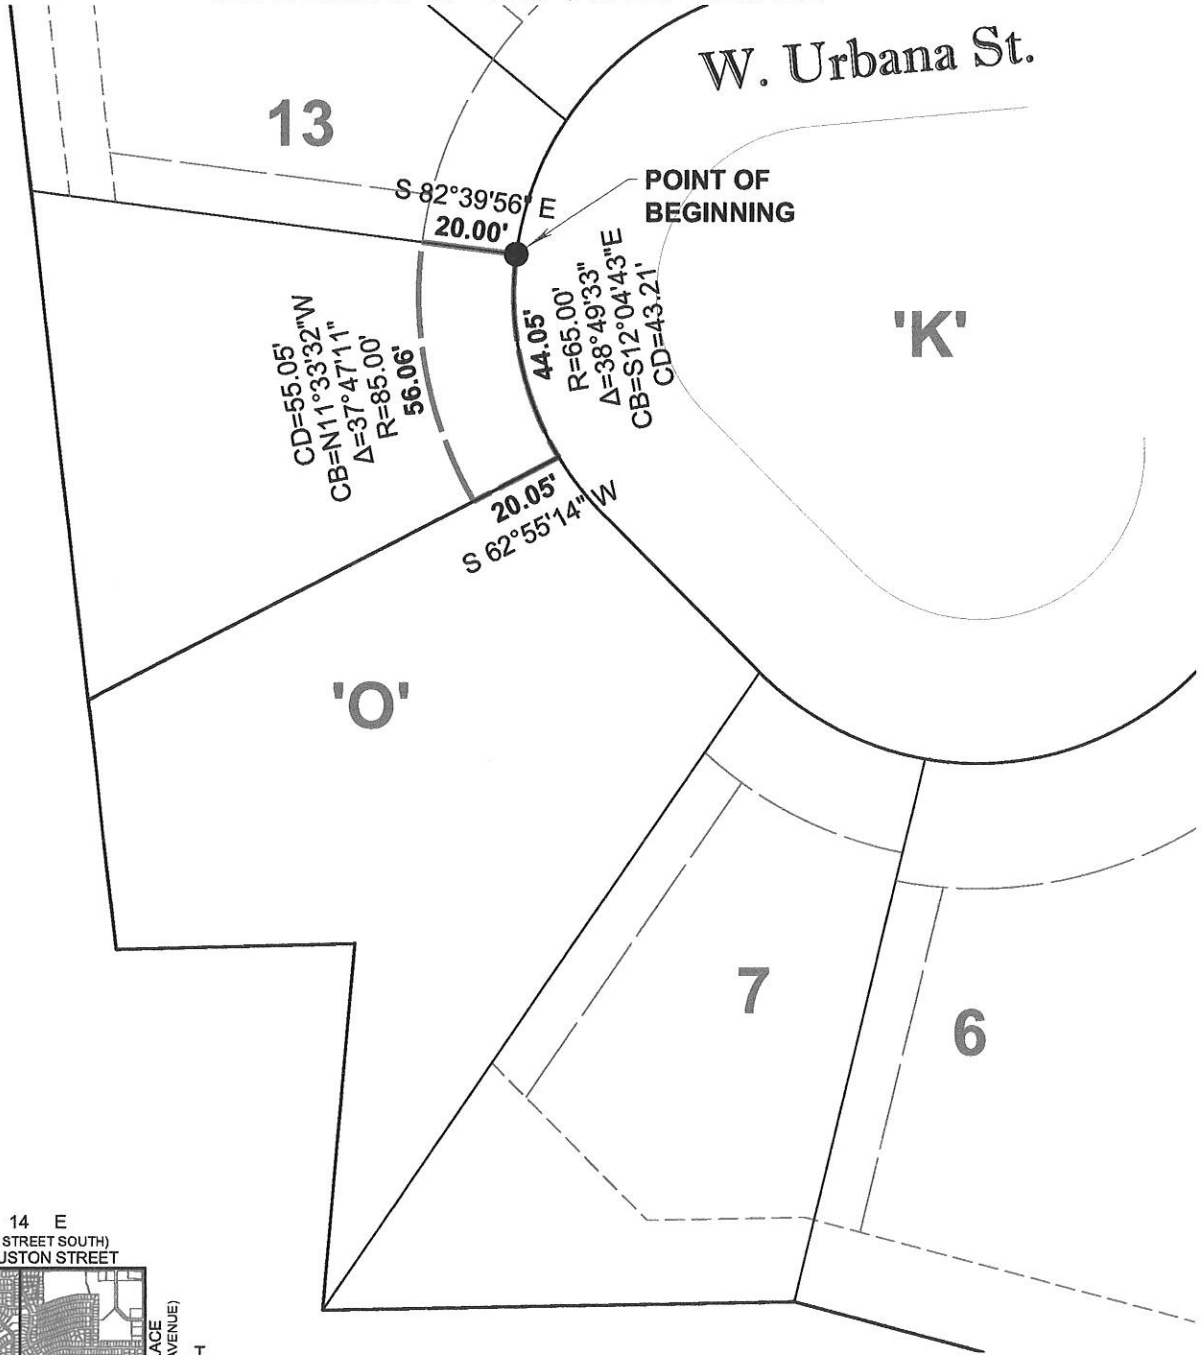 W. Urbana St.
13
POINT OF
BEGINNING
S 82°39'56" E
20.00'
44.05'
R=65.00'
Δ=38°49'33"
CB=S12°04'43"E
CD=43.21'
'K'
CD=55.05'
CB=N11°33'32"W
Δ=37°47'11"
R=85.00'
56.06'
20.05'
S 62°55'14" W
'O'
7
6
14 E
STREET SOUTH)
USTON STREET
LACE
AVENUE)